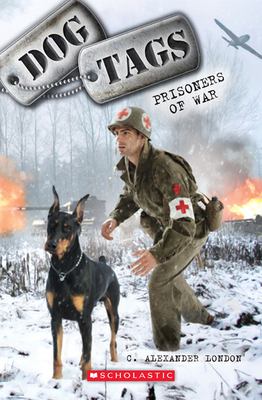 DOG
TAGS
PRISONERS
OF WAR
C. ALEXANDER LONDON
SCHOLASTIC